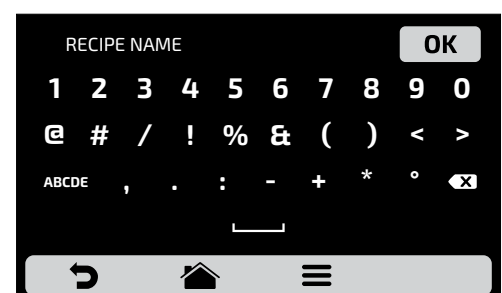 RECIPE NAME OK
1 2 3 4 5 6 7 8 9 0
@ # / ! % & ( ) < >
ABCDE , . : - + * °